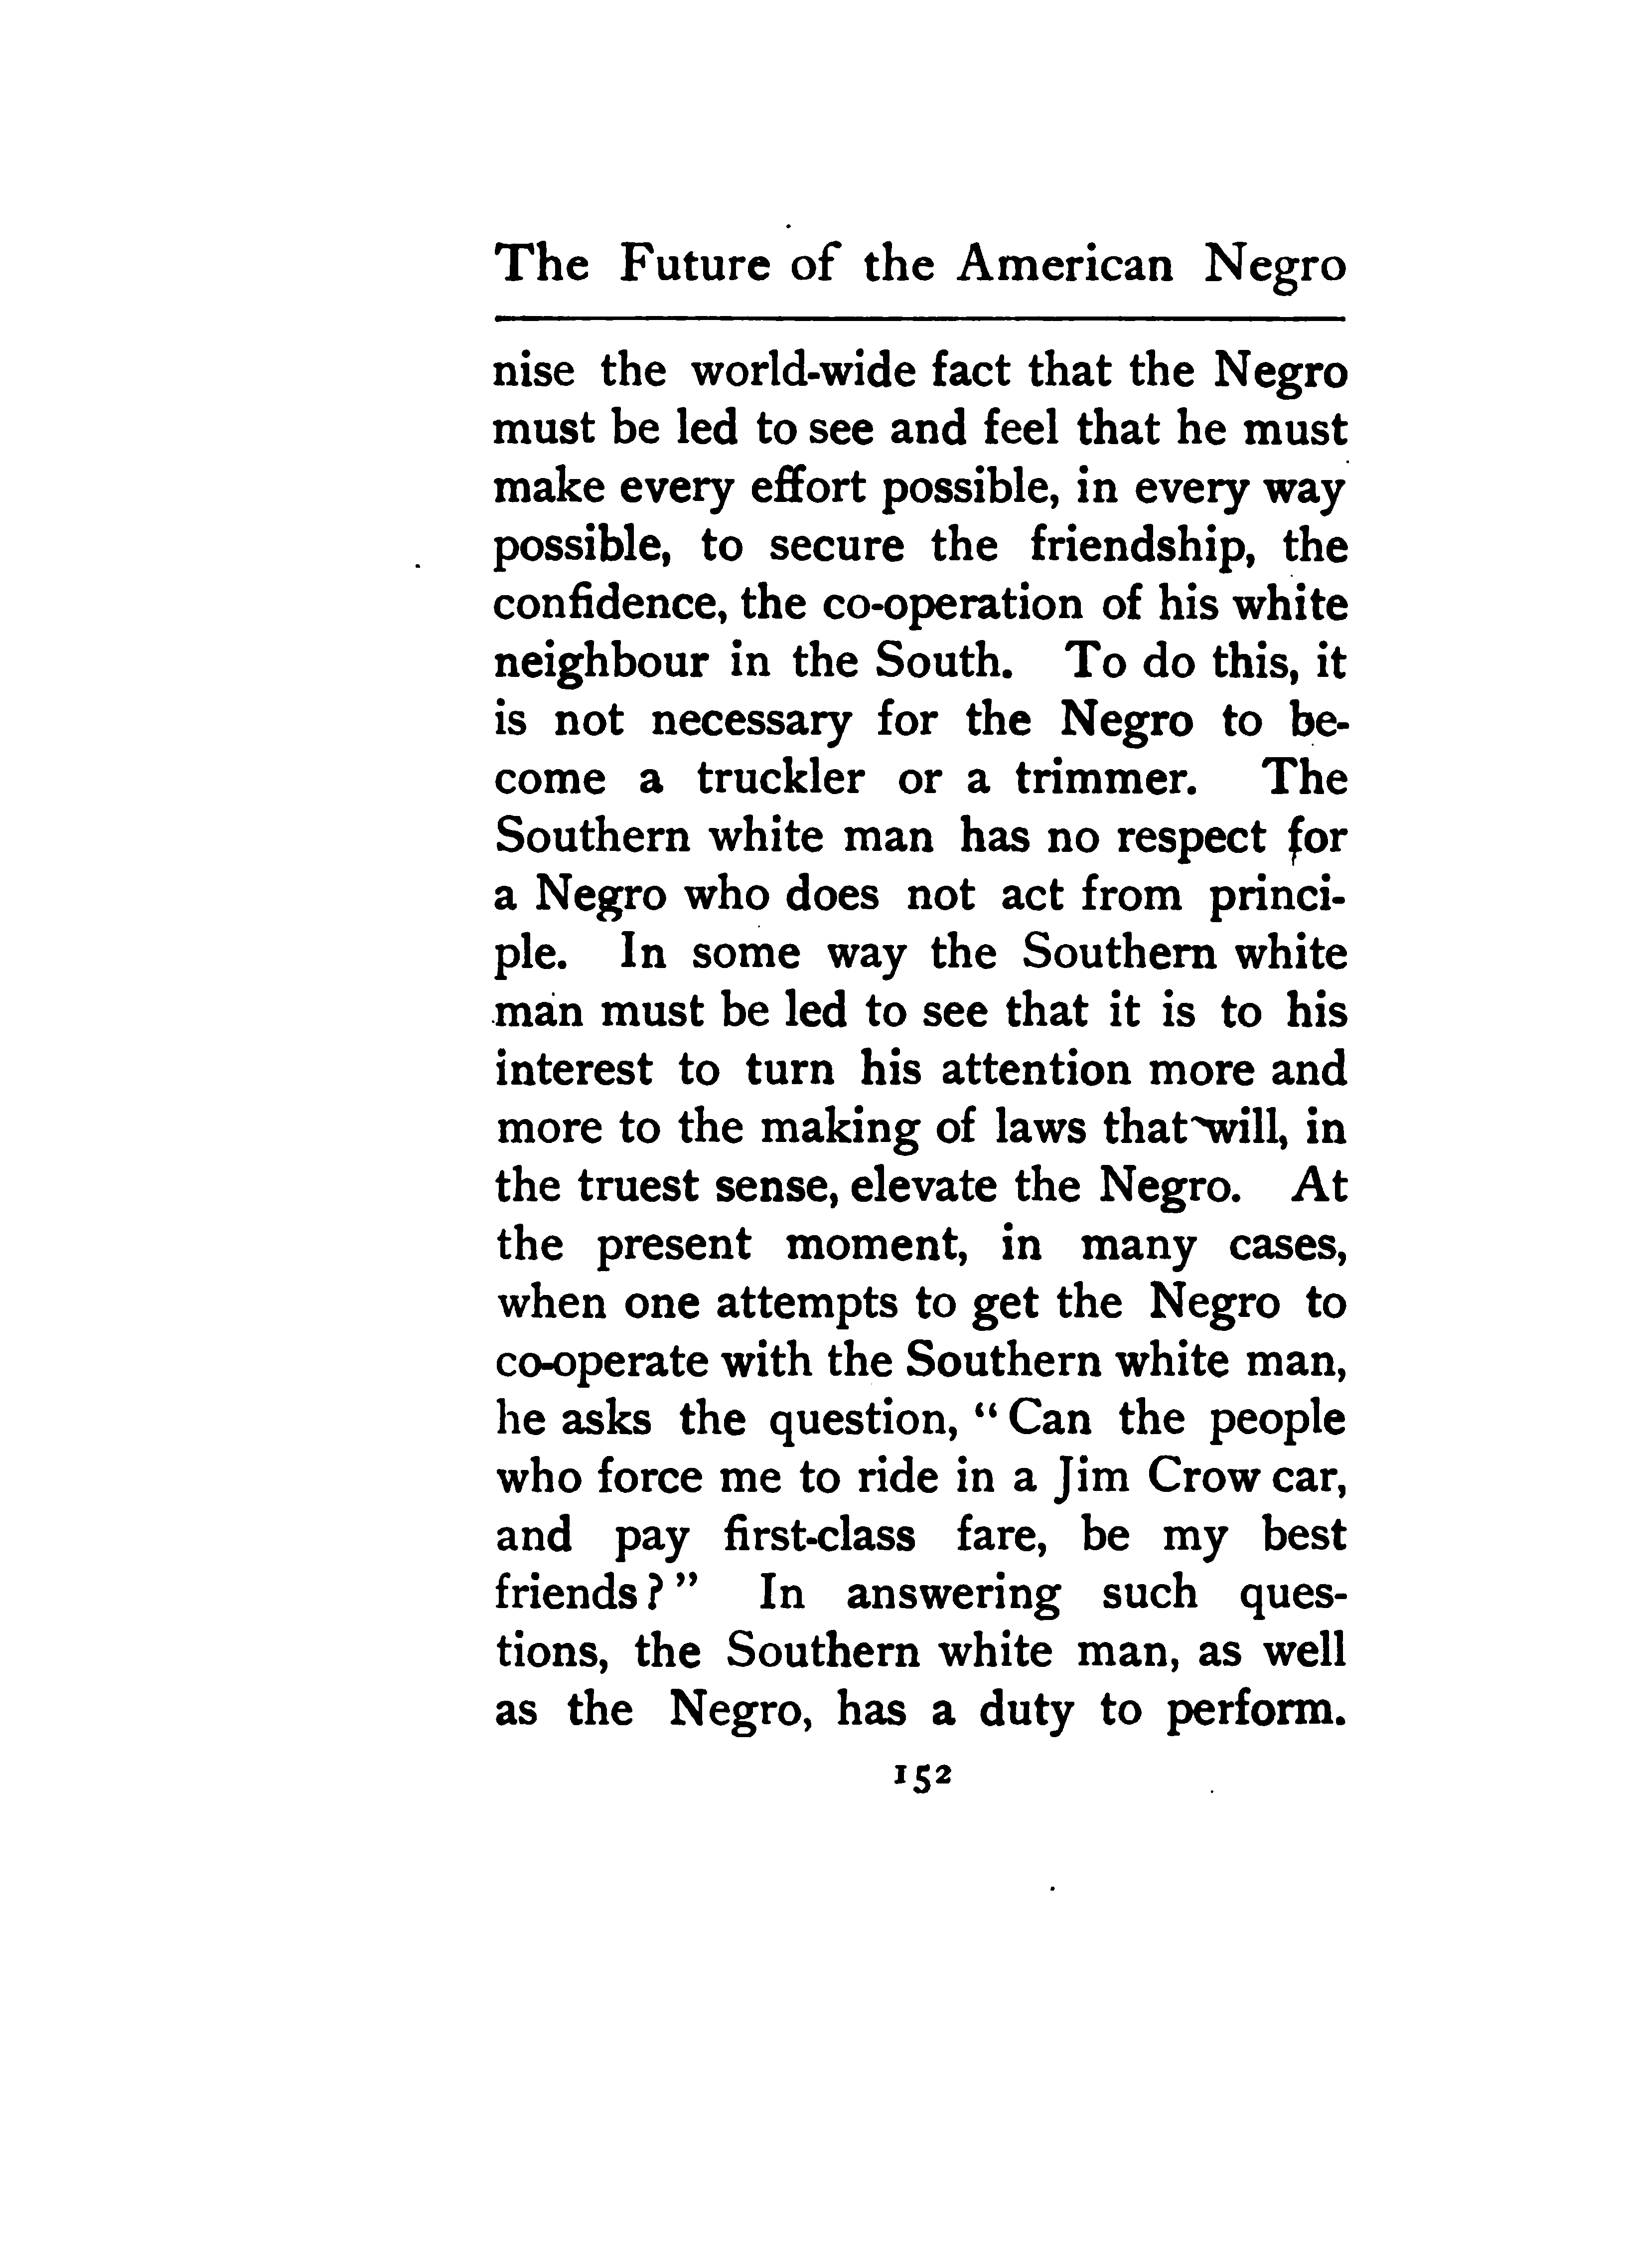 The Future of the American Negro
nise the world-wide fact that the Negro
must be led to see and feel that he must
make every effort possible, in every way
possible, to secure the friendship, the
confidence, the co-operation of his white
neighbour in the South. To do this, it
is not necessary for the Negro to be-
come a truckler or a trimmer. The
Southern white man has no respect for
a Negro who does not act from princi-
ple. In some way the Southern white
man must be led to see that it is to his
interest to turn his attention more and
more to the making of laws that will, in
the truest sense, elevate the Negro. At
the present moment, in many cases,
when one attempts to get the Negro to
co-operate with the Southern white man,
he asks the question, “Can the people
who force me to ride in a Jim Crow car,
and pay first-class fare, be my best
friends?” In answering such ques-
tions, the Southern white man, as well
as the Negro, has a duty to perform.
152